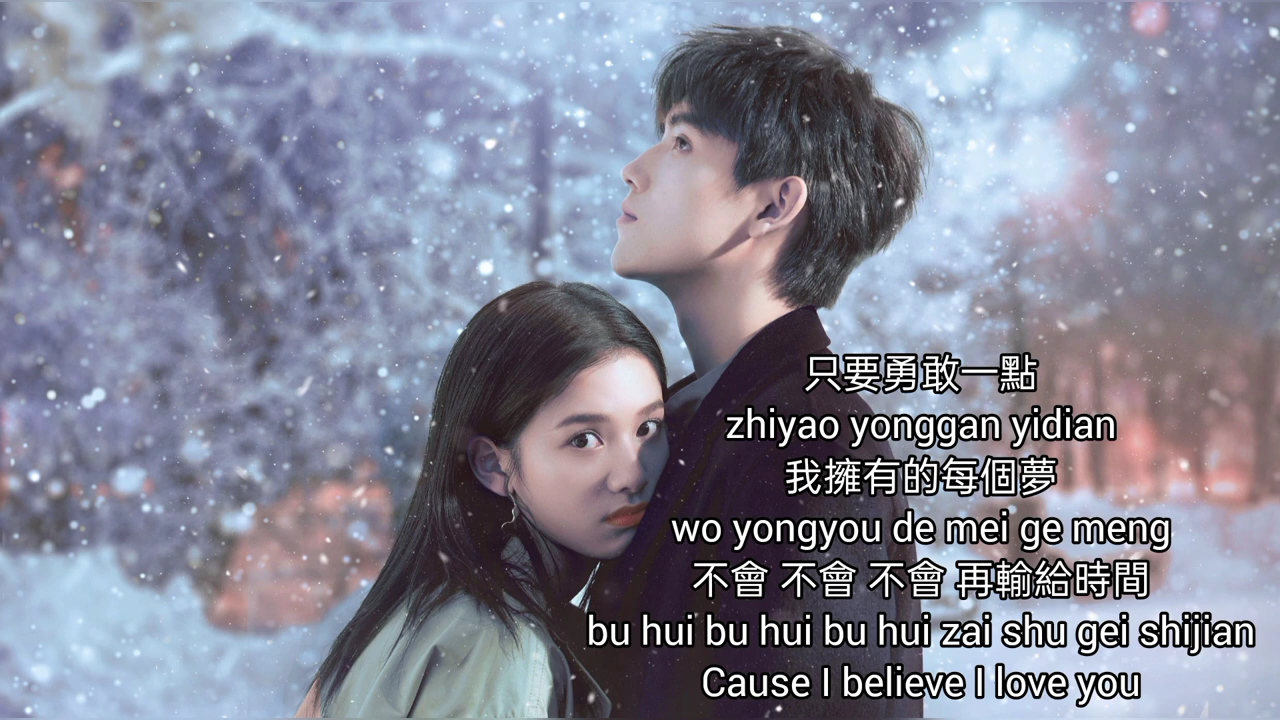 只要勇敢一點
zhiyao yonggan yidian
我擁有的每個夢
wo yongyou de mei ge meng
不會 不會 不會 再輸給時間
bu hui bu hui bu hui zai shu gei shijian
Cause I believe I love you